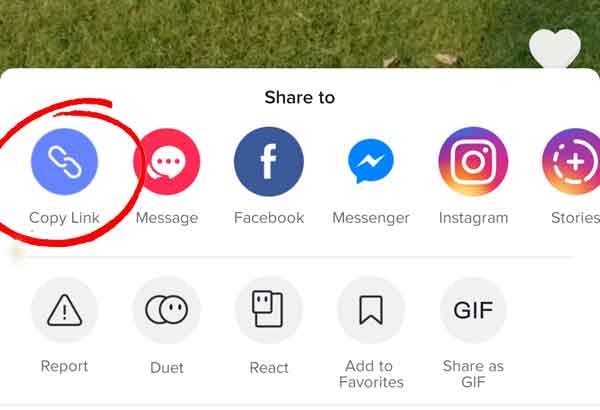 Share to
Copy Link
Message
Facebook
Messenger
Instagram
Stories
GIF
Report
Duet
React
Add to
Favorites
Share as
GIF